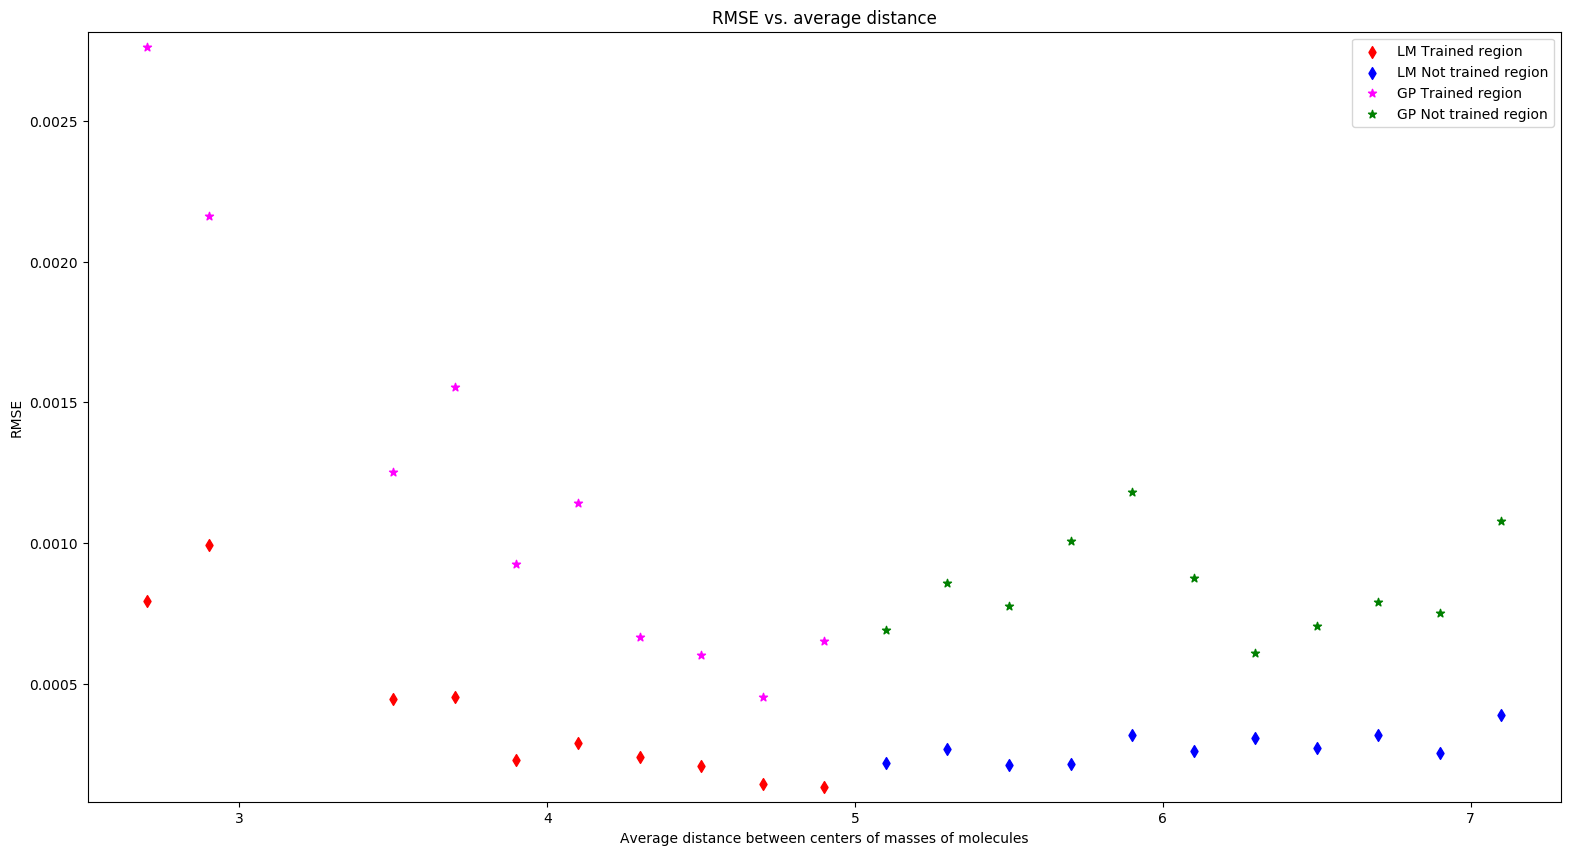 RMSE vs. average distance
LM Trained region
LM Not trained region
GP Trained region
GP Not trained region
0.0025
0.0020
0.0015
0.0010
0.0005
RMSE
3 4 5 6 7
Average distance between centers of masses of molecules